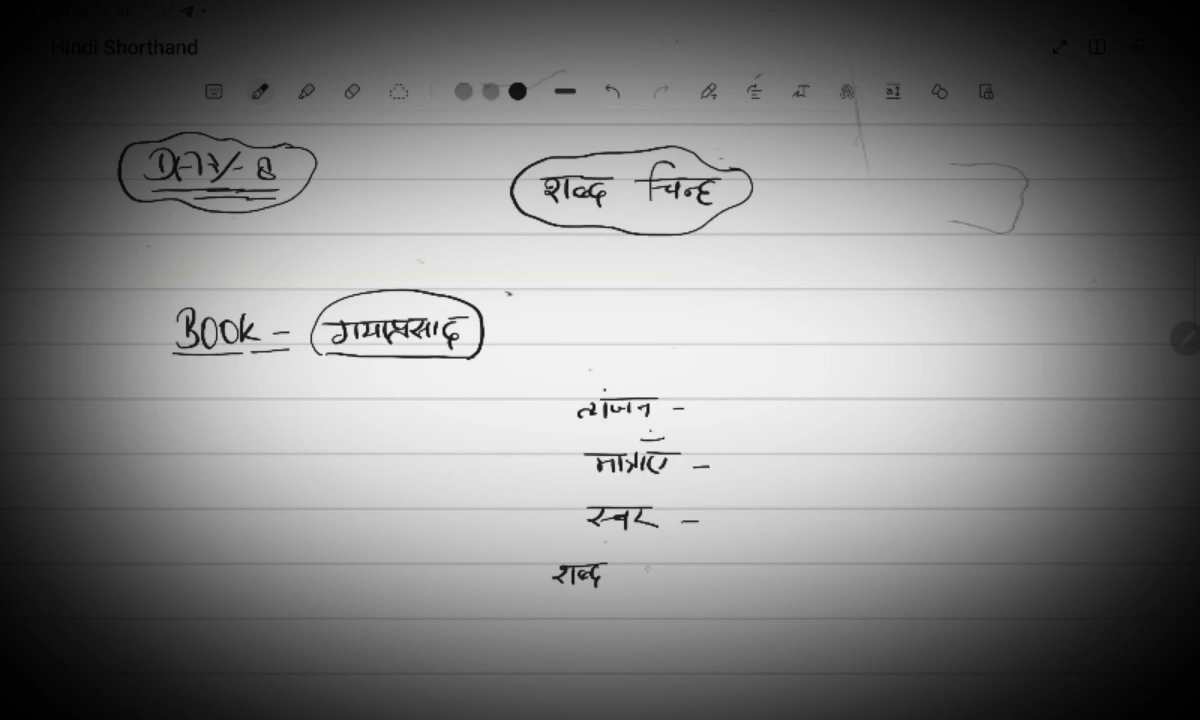 Hindi Shorthand
DAY - 8
शब्द चिन्ह
BOOK - गयाप्रसाद
व्यंजन -
मात्राएं -
स्वर -
शब्द